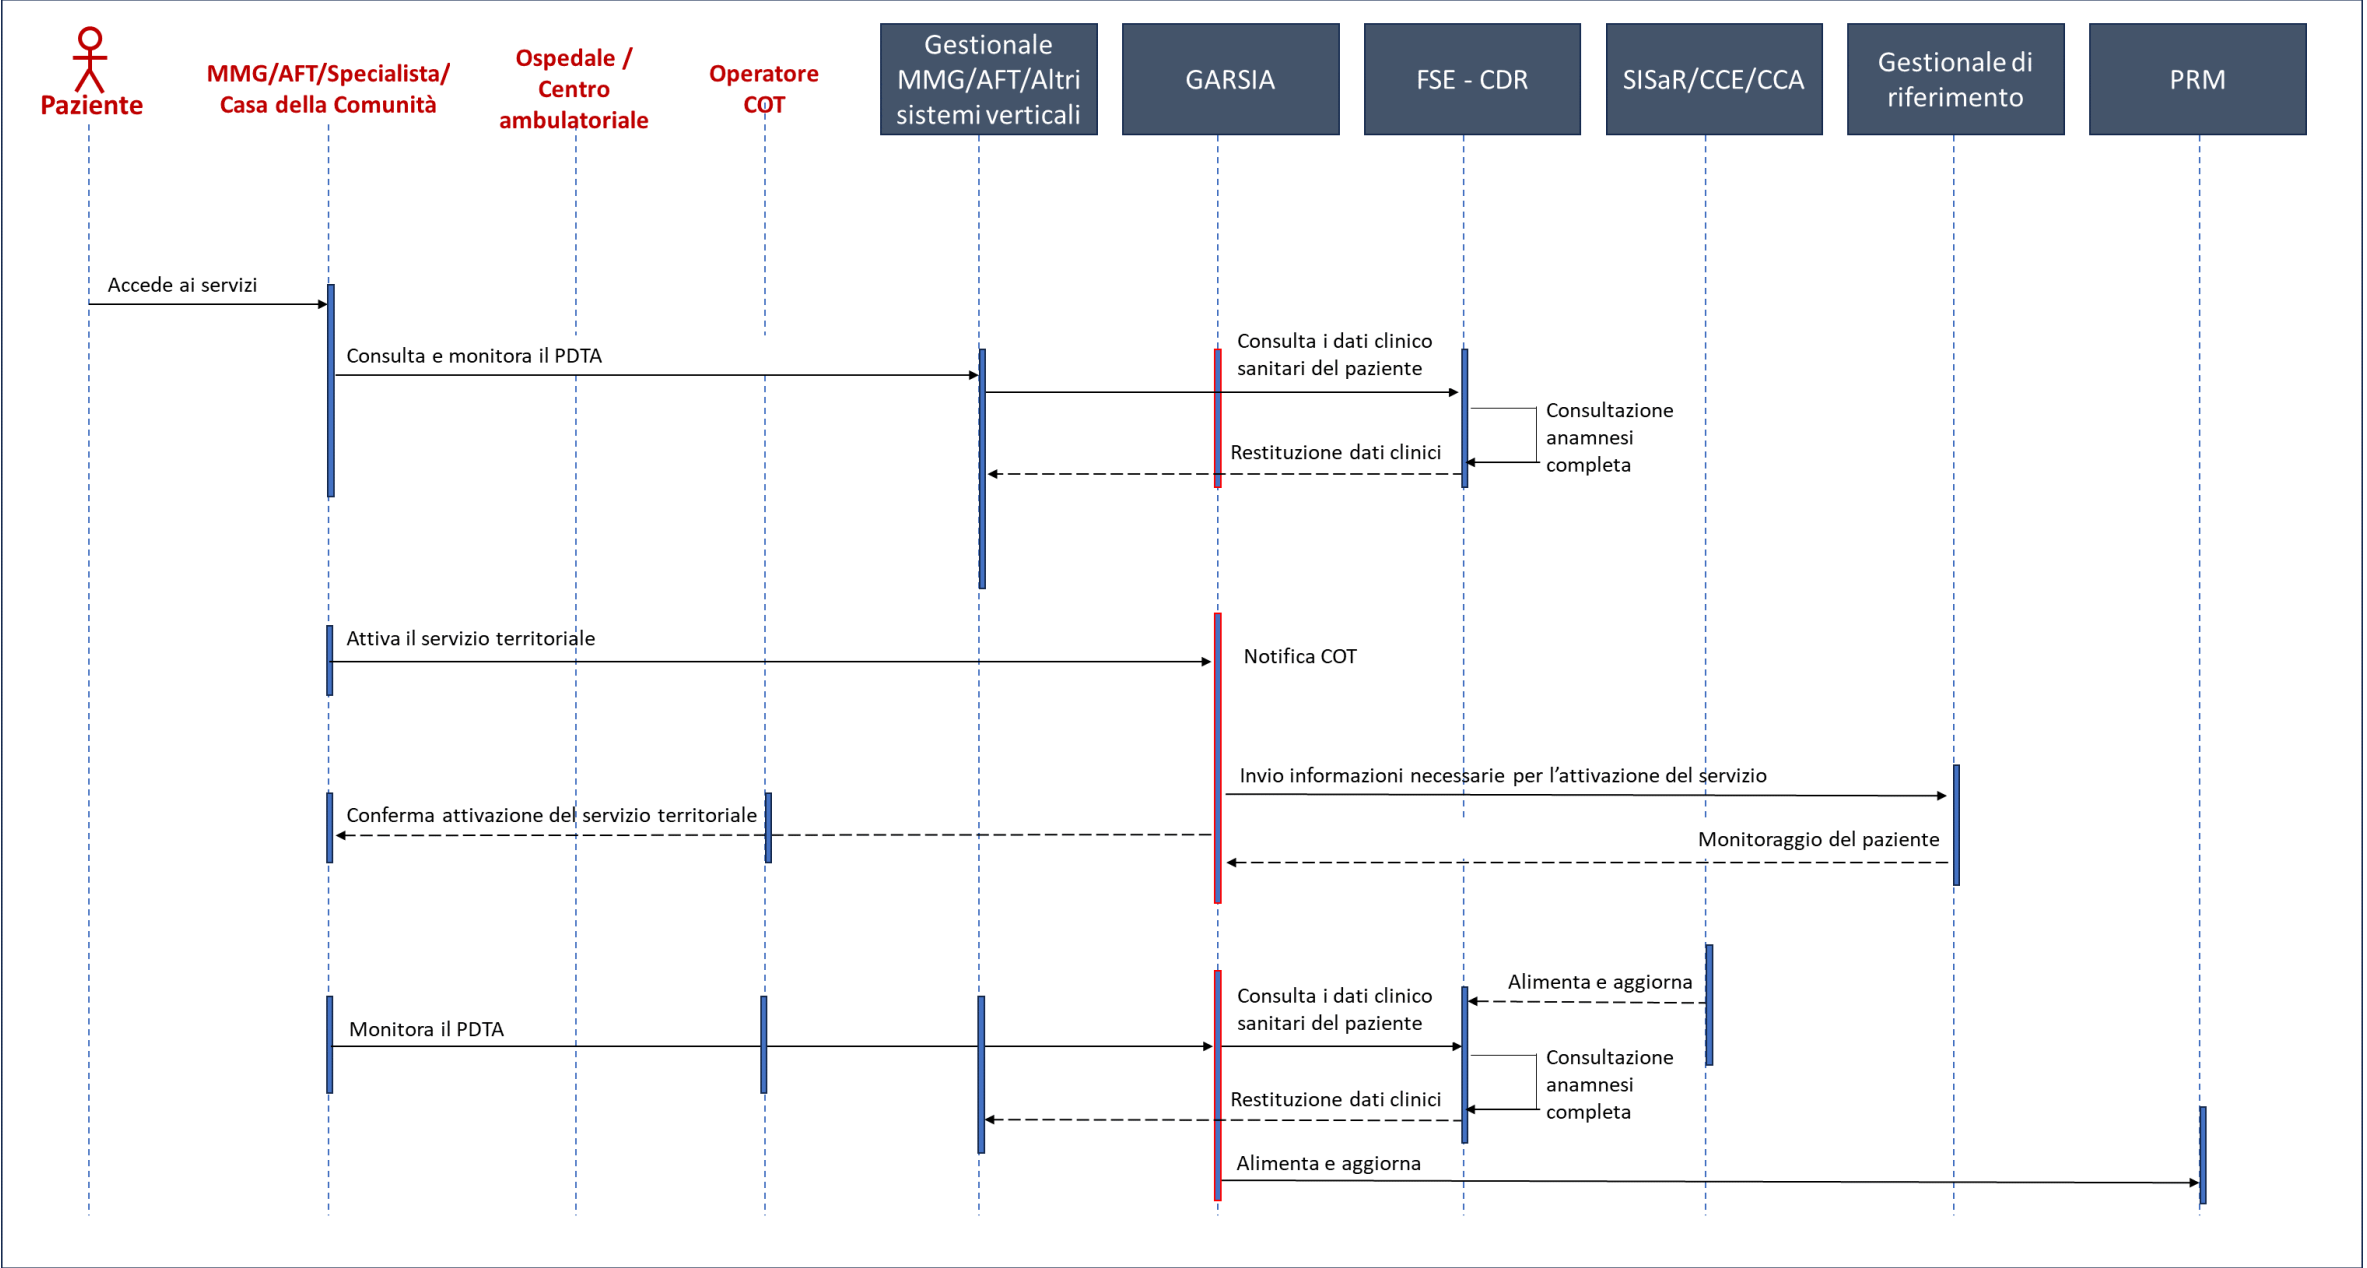 Paziente
MMG/AFT/Specialista/
Casa della Comunità
Ospedale /
Centro
ambulatoriale
Operatore
COT
Gestionale
MMG/AFT/Altri
sistemi verticali
GARSIA
FSE - CDR
SISaR/CCE/CCA
Gestionale di
riferimento
PRM
Accede ai servizi
Consulta e monitora il PDTA
Consulta i dati clinico
sanitari del paziente
Consultazione
anamnesi
completa
Restituzione dati clinici
Attiva il servizio territoriale
Notifica COT
Invio informazioni necessarie per l’attivazione del servizio
Conferma attivazione del servizio territoriale
Monitoraggio del paziente
Alimenta e aggiorna
Consulta i dati clinico
sanitari del paziente
Monitora il PDTA
Consultazione
anamnesi
completa
Restituzione dati clinici
Alimenta e aggiorna